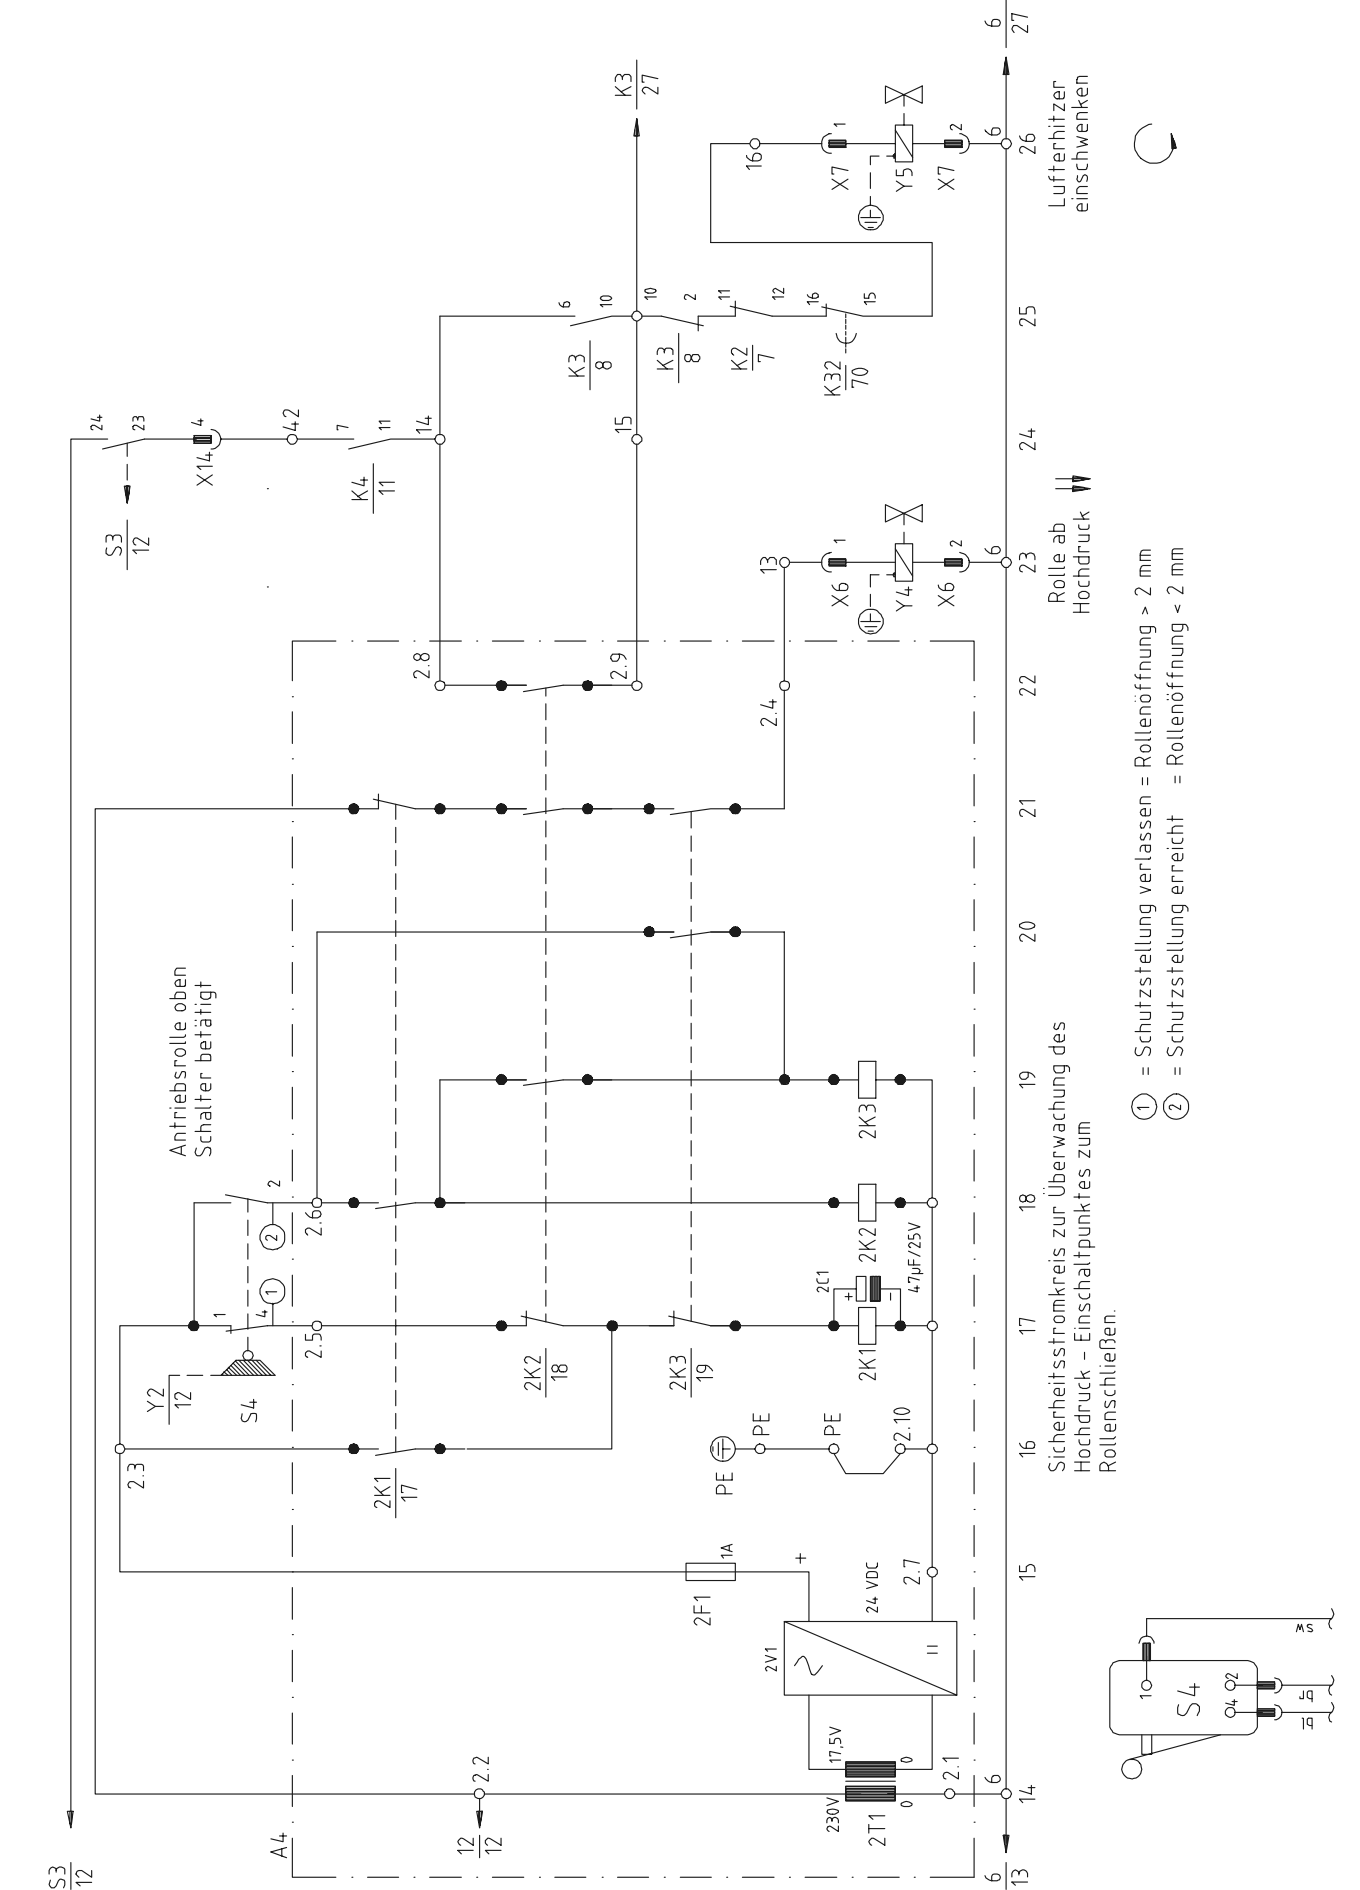 S3
12
6
13
A4
12
12
2.2
230V
17,5V
0
0
2T1
2.1
6
14
2V1
24 VDC
2.7
+
2F1
1A
15
2.3
2K1
17
PE
PE
PE
2.10
16
Y2
12
S4
1
4
1
2.5
2K2
18
2K3
19
2C1
+
-
47µF/25V
2K1
17
Antriebsrolle oben
Schalter betätigt
2
2
2.6
2K2
18
2K3
19
20
21
2.8
2.9
2.4
22
13
X6
1
Y4
X6
2
6
23
S3
12
24
23
X14
4
42
K4
11
7
11
14
15
24
K3
8
6
10
K3
8
10
2
K2
7
11
12
K32
70
16
15
25
K3
27
16
X7
1
Y5
X7
2
6
26
6
27
Sicherheitsstromkreis zur Überwachung des
Hochdruck - Einschaltpunktes zum
Rollenschließen.
Rolle ab
Hochdruck
Lufterhitzer
einschwenken
1 = Schutzstellung verlassen = Rollenöffnung > 2 mm
2 = Schutzstellung erreicht = Rollenöffnung < 2 mm
1
S4
4
2
sw
br
bl